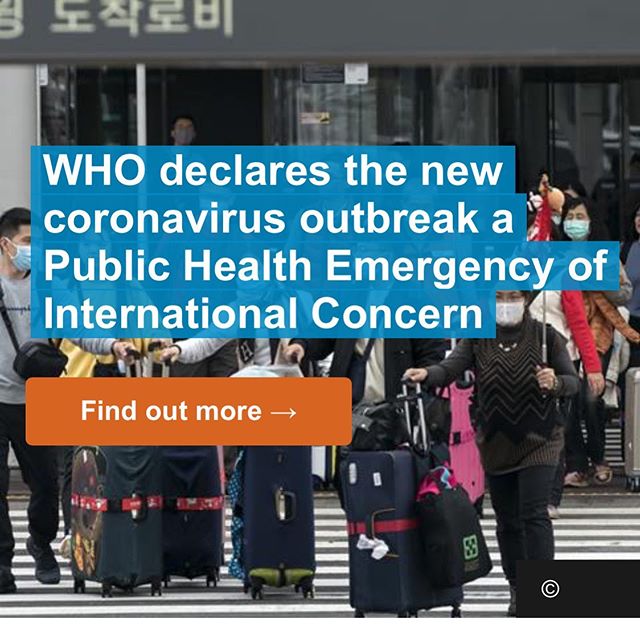 도착로비
WHO declares the new
coronavirus outbreak a
Public Health Emergency of
International Concern
Find out more →
©